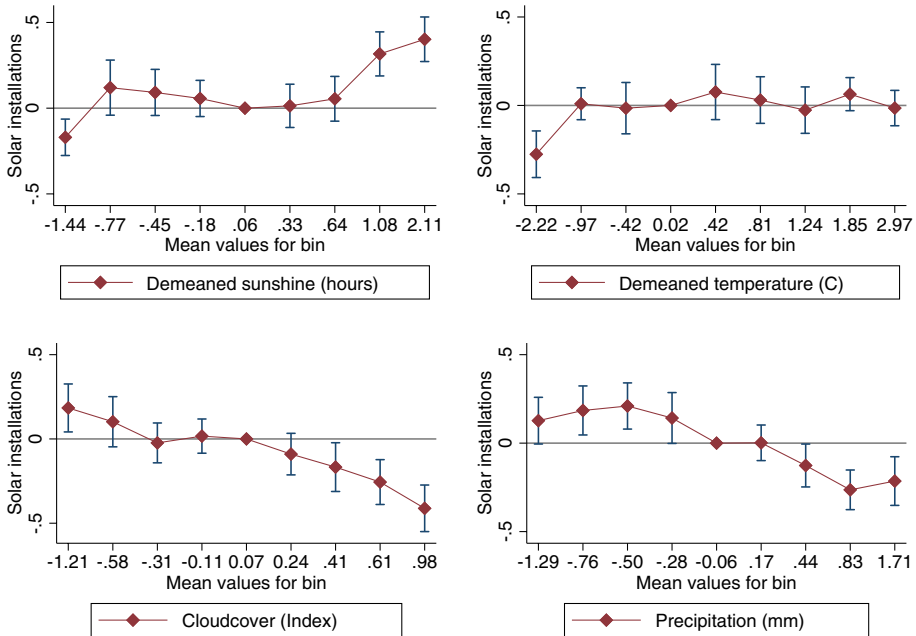 Solar installations
.5
0
-.5
-1.44 -.77 -.45 -.18 .06 .33 .64 1.08 2.11
Mean values for bin
Demeaned sunshine (hours)
Solar installations
.5
0
-.5
-2.22 -.97 -.42 0.02 .42 .81 1.24 1.85 2.97
Mean values for bin
Demeaned temperature (C)
Solar installations
.5
0
-.5
-1.21 -.58 -.31 -0.11 0.07 0.24 .41 .61 .98
Mean values for bin
Cloudcover (Index)
Solar installations
.5
0
-.5
-1.29 -.76 -.50 -.28 -0.06 .17 .44 .83 1.71
Mean values for bin
Precipitation (mm)